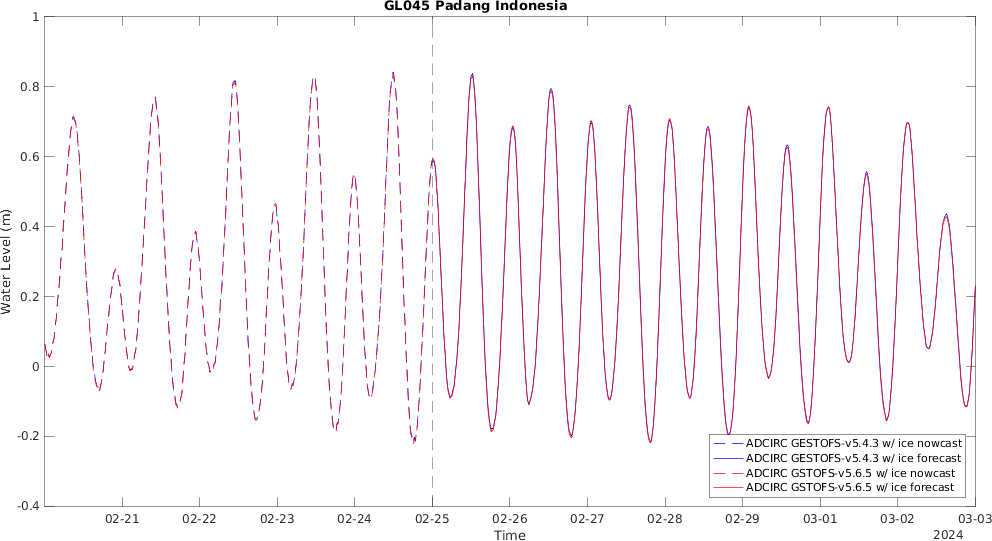 GL045 Padang Indonesia
1
0.8
0.6
0.4
0.2
0
-0.2
-0.4
Water Level (m)
ADCIRC GESTOFS-v5.4.3 w/ ice nowcast
ADCIRC GESTOFS-v5.4.3 w/ ice forecast
ADCIRC GSTOFS-v5.6.5 w/ ice nowcast
ADCIRC GSTOFS-v5.6.5 w/ ice forecast
02-21 02-22 02-23 02-24 02-25 02-26 02-27 02-28 02-29 03-01 03-02 03-03
Time
2024